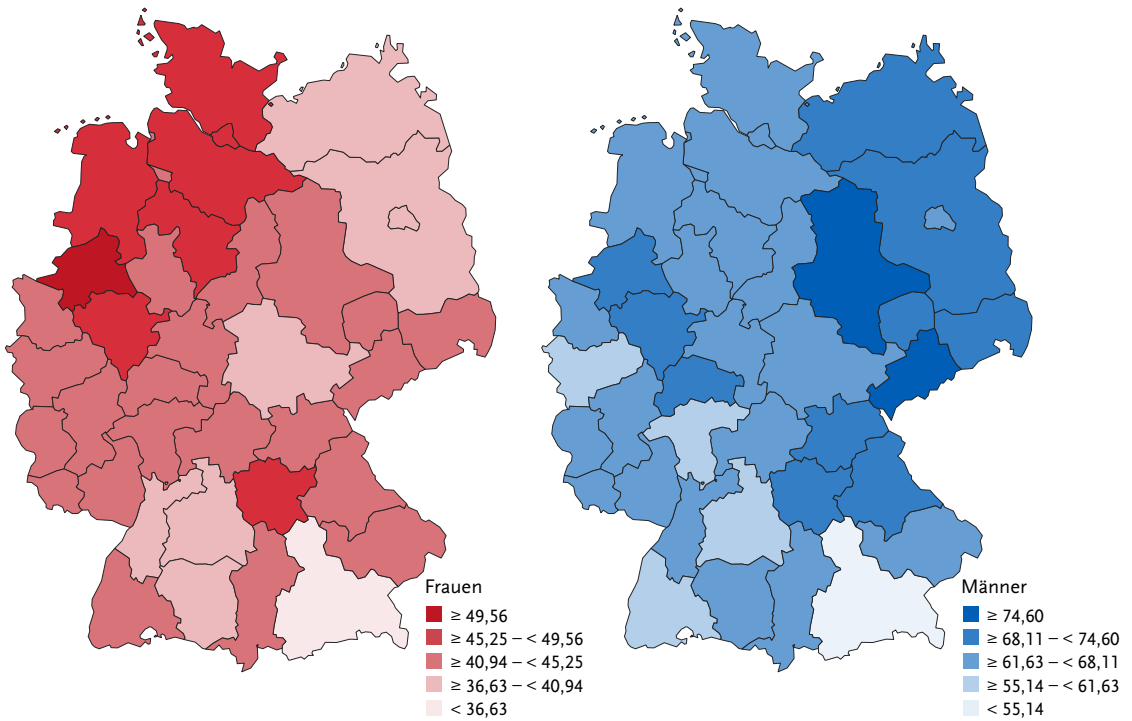 Frauen
≥ 49,56
≥ 45,25 – < 49,56
≥ 40,94 – < 45,25
≥ 36,63 – < 40,94
< 36,63
Männer
≥ 74,60
≥ 68,11 – < 74,60
≥ 61,63 – < 68,11
≥ 55,14 – < 61,63
< 55,14